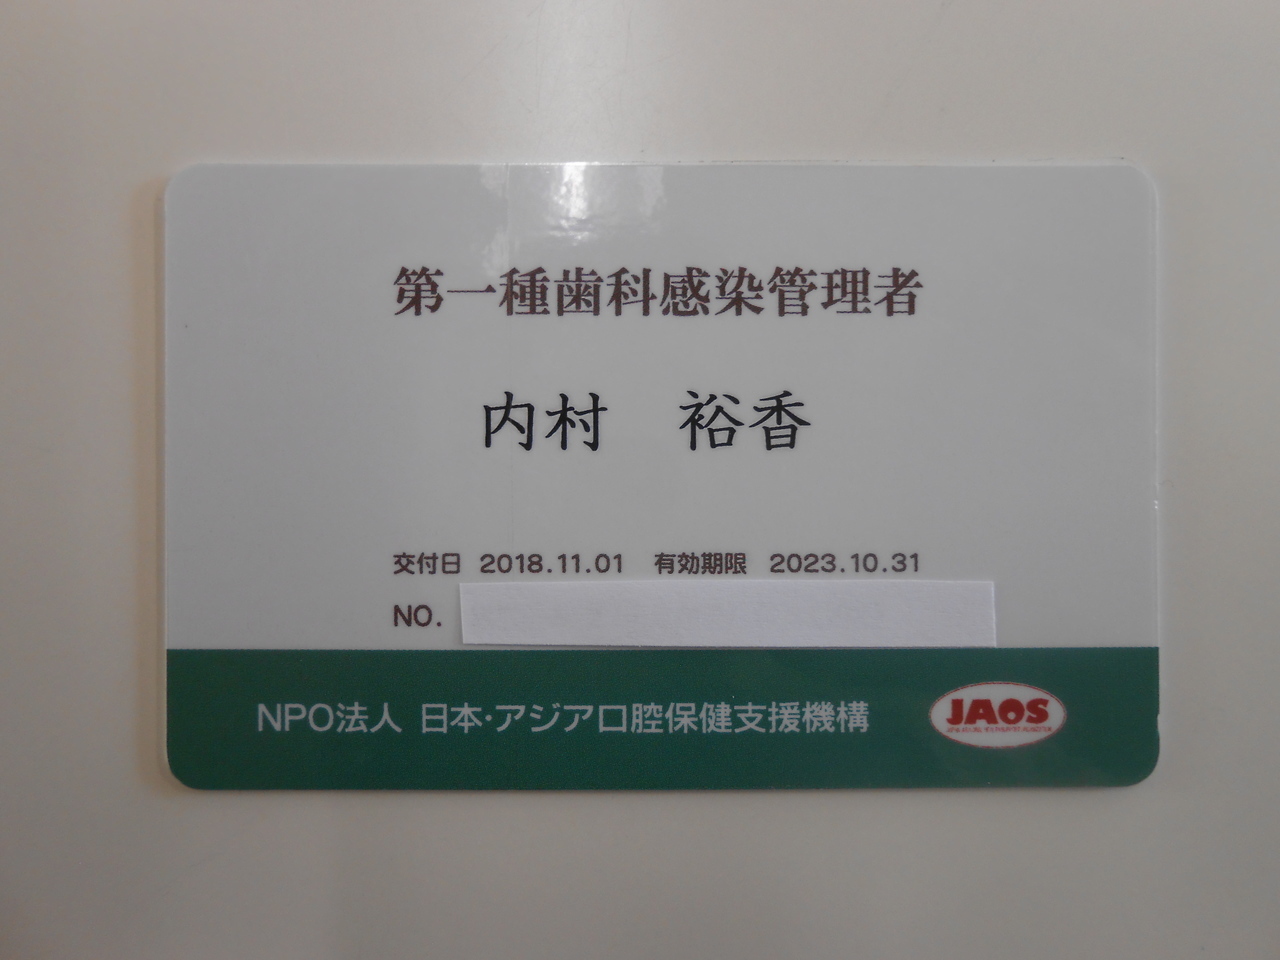 第一種歯科感染管理者
内村　裕香
交付日 2018.11.01　有効期限 2023.10.31
NO.
NPO法人 日本・アジア口腔保健支援機構
JAOS